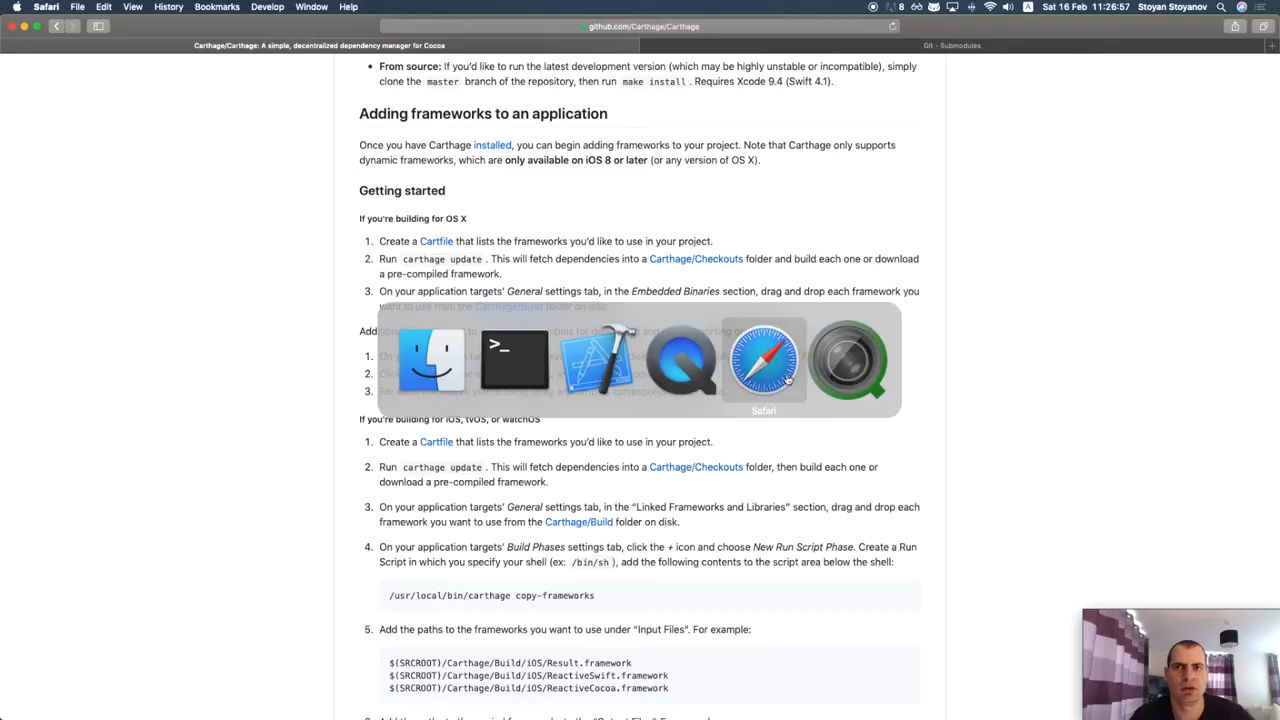 Safari File Edit View History Bookmarks Develop Window Help Sat 16 Feb 11:26:57 Stoyan Stoyanov
github.com/Carthage/Carthage
Carthage/Carthage: A simple, decentralized dependency manager for Cocoa
Git - Submodules
• From source: If you'd like to run the latest development version (which may be highly unstable or incompatible), simply
clone the master branch of the repository, then run make install. Requires Xcode 9.4 (Swift 4.1).
Adding frameworks to an application
Once you have Carthage installed, you can begin adding frameworks to your project. Note that Carthage only supports
dynamic frameworks, which are only available on iOS 8 or later (or any version of OS X).
Getting started
If you're building for OS X
1. Create a Cartfile that lists the frameworks you'd like to use in your project.
2. Run carthage update. This will fetch dependencies into a Carthage/Checkouts folder and build each one or download
a pre-compiled framework.
3. On your application targets' General settings tab, in the Embedded Binaries section, drag and drop each framework you
want to use from the Carthage/Build folder on disk.
1.
2.
3.
Safari
If you're building for iOS, tvOS, or watchOS
1. Create a Cartfile that lists the frameworks you'd like to use in your project.
2. Run carthage update. This will fetch dependencies into a Carthage/Checkouts folder, then build each one or
download a pre-compiled framework.
3. On your application targets' General settings tab, in the "Linked Frameworks and Libraries" section, drag and drop each
framework you want to use from the Carthage/Build folder on disk.
4. On your application targets' Build Phases settings tab, click the + icon and choose New Run Script Phase. Create a Run
Script in which you specify your shell (ex: /bin/sh), add the following contents to the script area below the shell:
/usr/local/bin/carthage copy-frameworks
5. Add the paths to the frameworks you want to use under "Input Files". For example:
$(SRCROOT)/Carthage/Build/iOS/Result.framework
$(SRCROOT)/Carthage/Build/iOS/ReactiveSwift.framework
$(SRCROOT)/Carthage/Build/iOS/ReactiveCocoa.framework